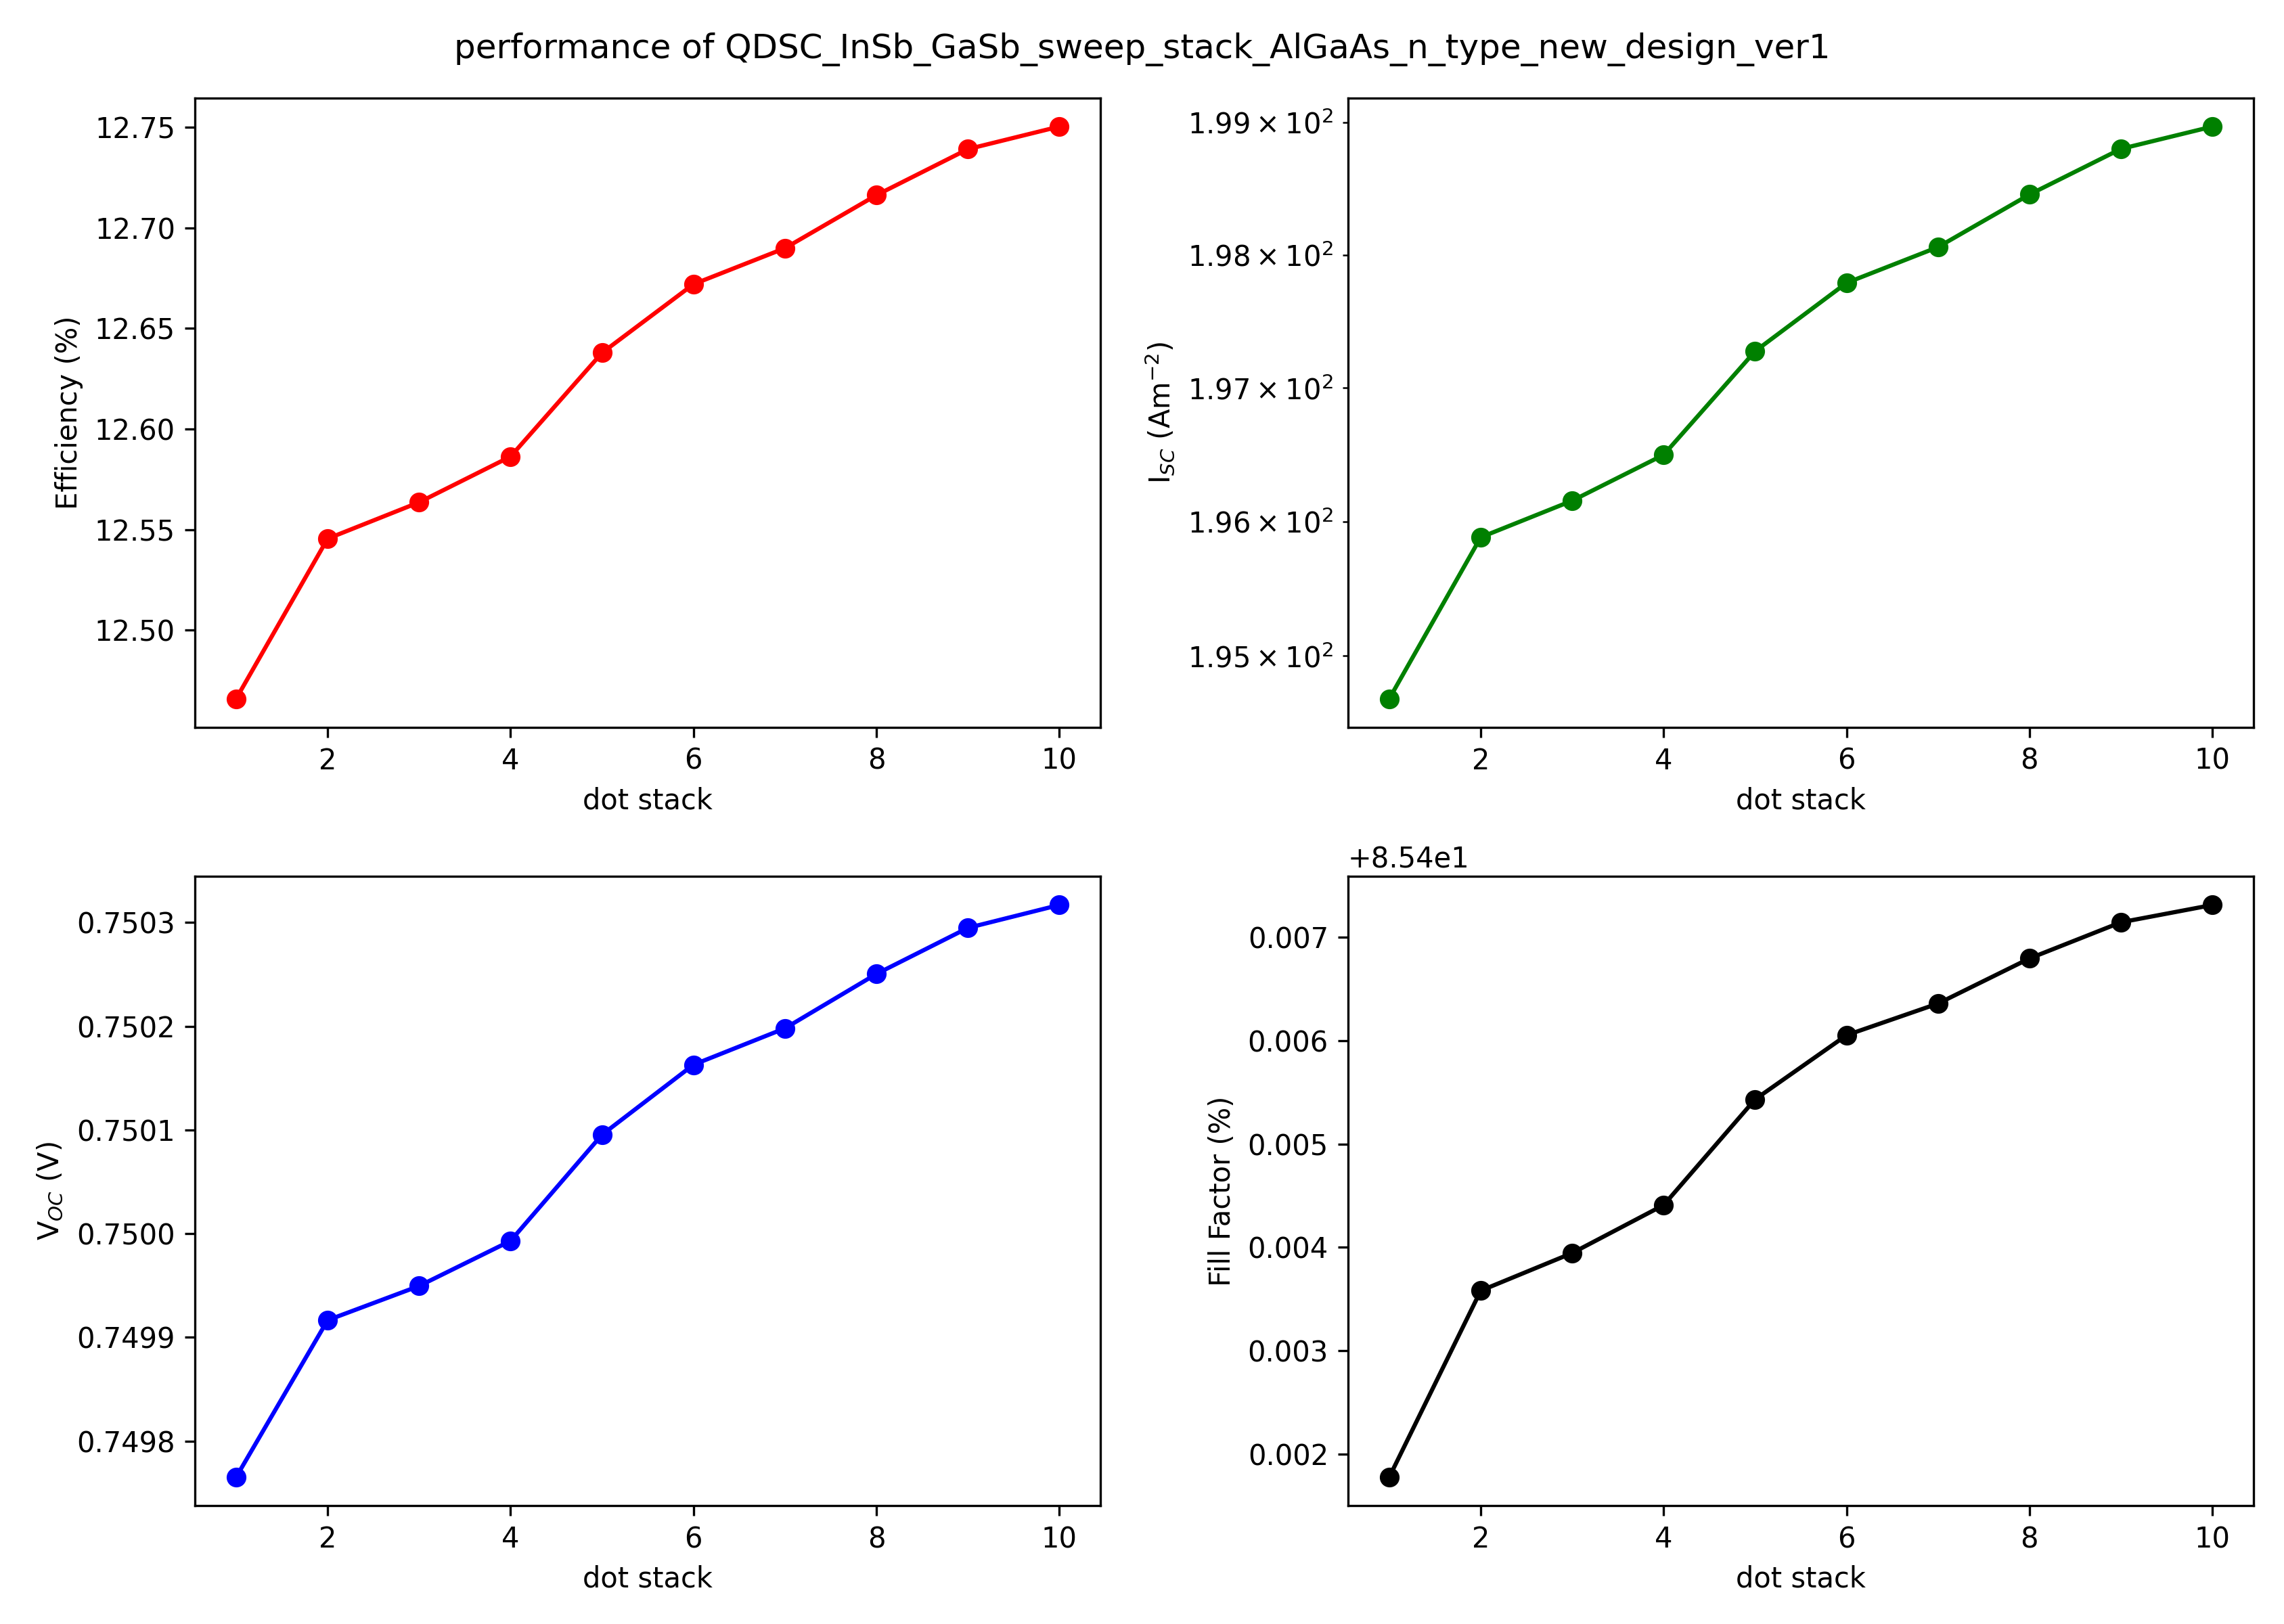 performance of QDSC_InSb_GaSb_sweep_stack_AlGaAs_n_type_new_design_ver1
Efficiency (%)
12.75
12.70
12.65
12.60
12.55
12.50
2 4 6 8 10
dot stack
I_SC (Am⁻²)
1.99 × 10²
1.98 × 10²
1.97 × 10²
1.96 × 10²
1.95 × 10²
2 4 6 8 10
dot stack
V_OC (V)
0.7503
0.7502
0.7501
0.7500
0.7499
0.7498
2 4 6 8 10
dot stack
+8.54e1
Fill Factor (%)
0.007
0.006
0.005
0.004
0.003
0.002
2 4 6 8 10
dot stack